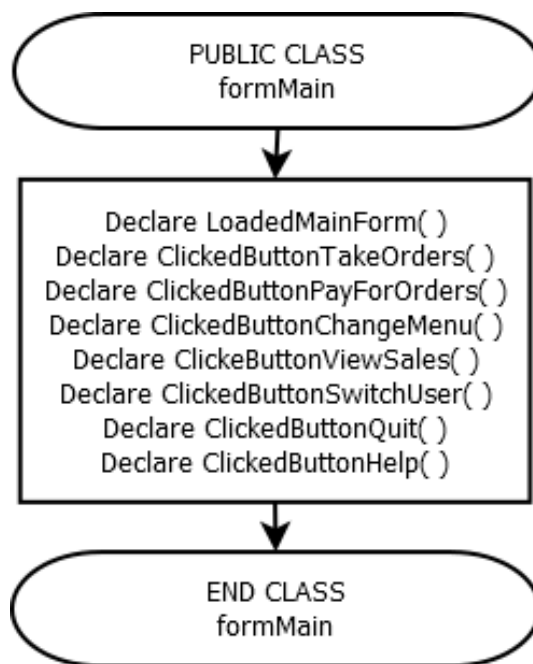 PUBLIC CLASS
formMain
Declare LoadedMainForm( )
Declare ClickedButtonTakeOrders( )
Declare ClickedButtonPayForOrders( )
Declare ClickedButtonChangeMenu( )
Declare ClickeButtonViewSales( )
Declare ClickedButtonSwitchUser( )
Declare ClickedButtonQuit( )
Declare ClickedButtonHelp( )
END CLASS
formMain